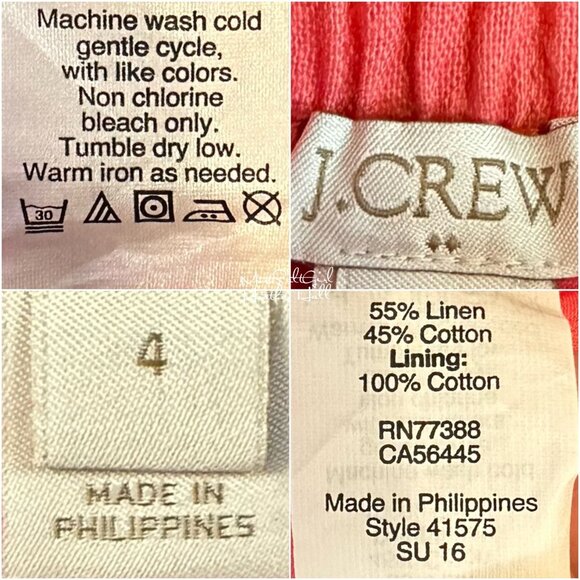 Machine wash cold
gentle cycle,
with like colors.
Non chlorine
bleach only.
Tumble dry low.
Warm iron as needed.
30
J.CREW
4
MADE IN
PHILIPPINES
55% Linen
45% Cotton
Lining:
100% Cotton
RN77388
CA56445
Made in Philippines
Style 41575
SU 16